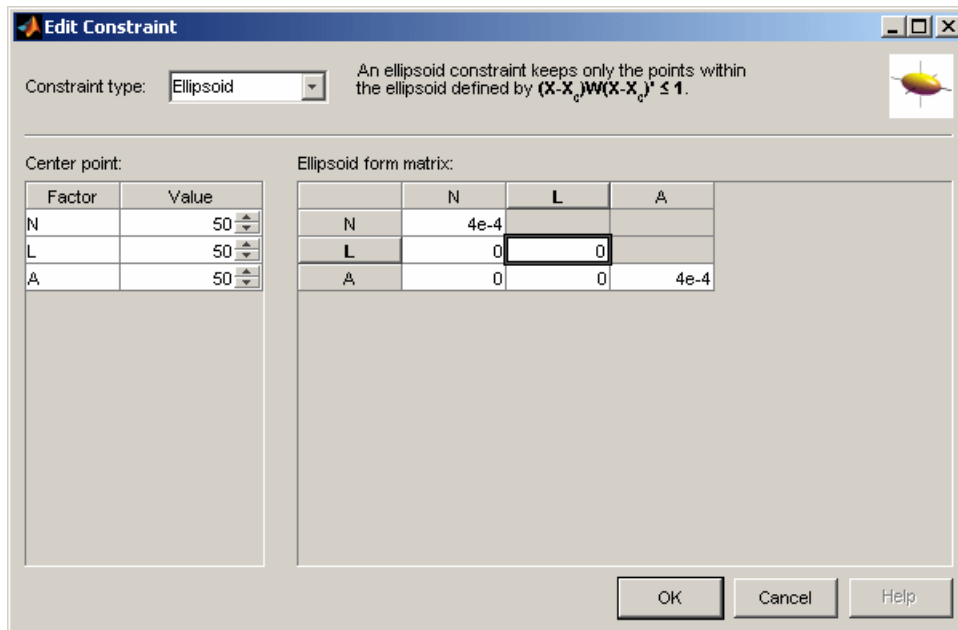 Edit Constraint
Constraint type: Ellipsoid
An ellipsoid constraint keeps only the points within
the ellipsoid defined by (X-Xc)W(X-Xc)' ≤ 1.
Center point:
Factor Value
N 50
L 50
A 50
Ellipsoid form matrix:
N L A
N 4e-4
L 0 0
A 0 0 4e-4
OK Cancel Help